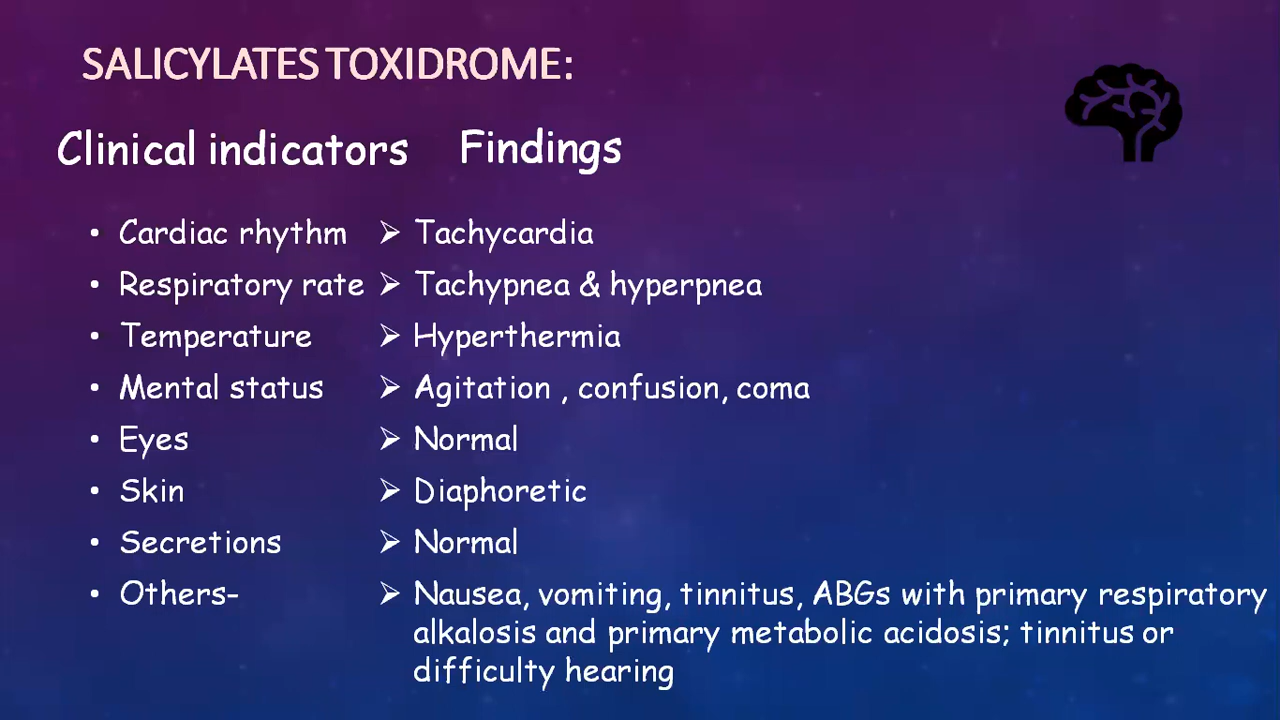 SALICYLATES TOXIDROME:
Clinical indicators Findings
• Cardiac rhythm ➢ Tachycardia
• Respiratory rate ➢ Tachypnea & hyperpnea
• Temperature ➢ Hyperthermia
• Mental status ➢ Agitation , confusion, coma
• Eyes ➢ Normal
• Skin ➢ Diaphoretic
• Secretions ➢ Normal
• Others- ➢ Nausea, vomiting, tinnitus, ABGs with primary respiratory
alkalosis and primary metabolic acidosis; tinnitus or
difficulty hearing